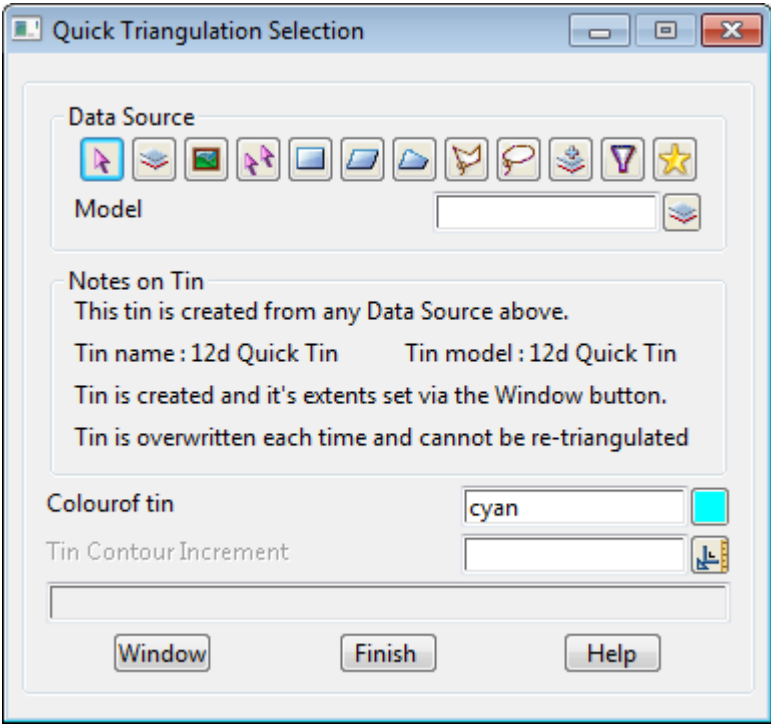 Quick Triangulation Selection
Data Source
Model
Notes on Tin
This tin is created from any Data Source above.
Tin name : 12d Quick Tin Tin model : 12d Quick Tin
Tin is created and it's extents set via the Window button.
Tin is overwritten each time and cannot be re-triangulated
Colourof tin cyan
Tin Contour Increment
Window Finish Help